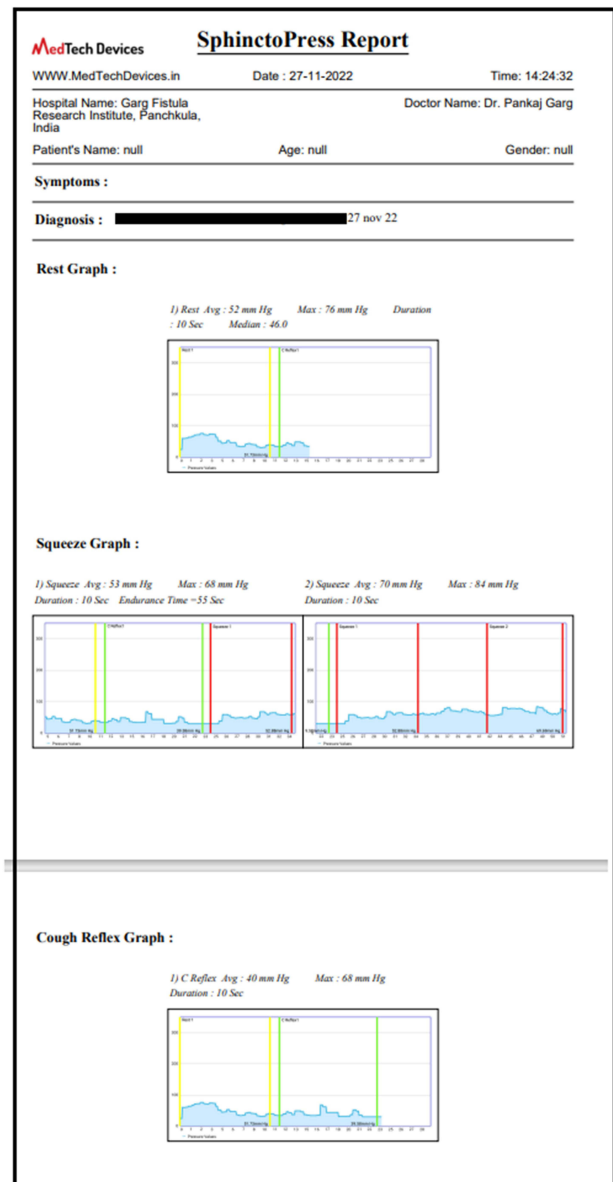 MedTech Devices
SphinctoPress Report
WWW.MedTechDevices.in Date : 27-11-2022 Time: 14:24:32
Hospital Name: Garg Fistula
Research Institute, Panchkula,
India
Doctor Name: Dr. Pankaj Garg
Patient's Name: null Age: null Gender: null
Symptoms :
Diagnosis : 27 nov 22
Rest Graph :
1) Rest Avg : 52 mm Hg Max : 76 mm Hg Duration
: 10 Sec Median : 46.0
Squeeze Graph :
1) Squeeze Avg : 53 mm Hg Max : 68 mm Hg
Duration : 10 Sec Endurance Time =55 Sec
2) Squeeze Avg : 70 mm Hg Max : 84 mm Hg
Duration : 10 Sec
Cough Reflex Graph :
1) C Reflex Avg : 40 mm Hg Max : 68 mm Hg
Duration : 10 Sec